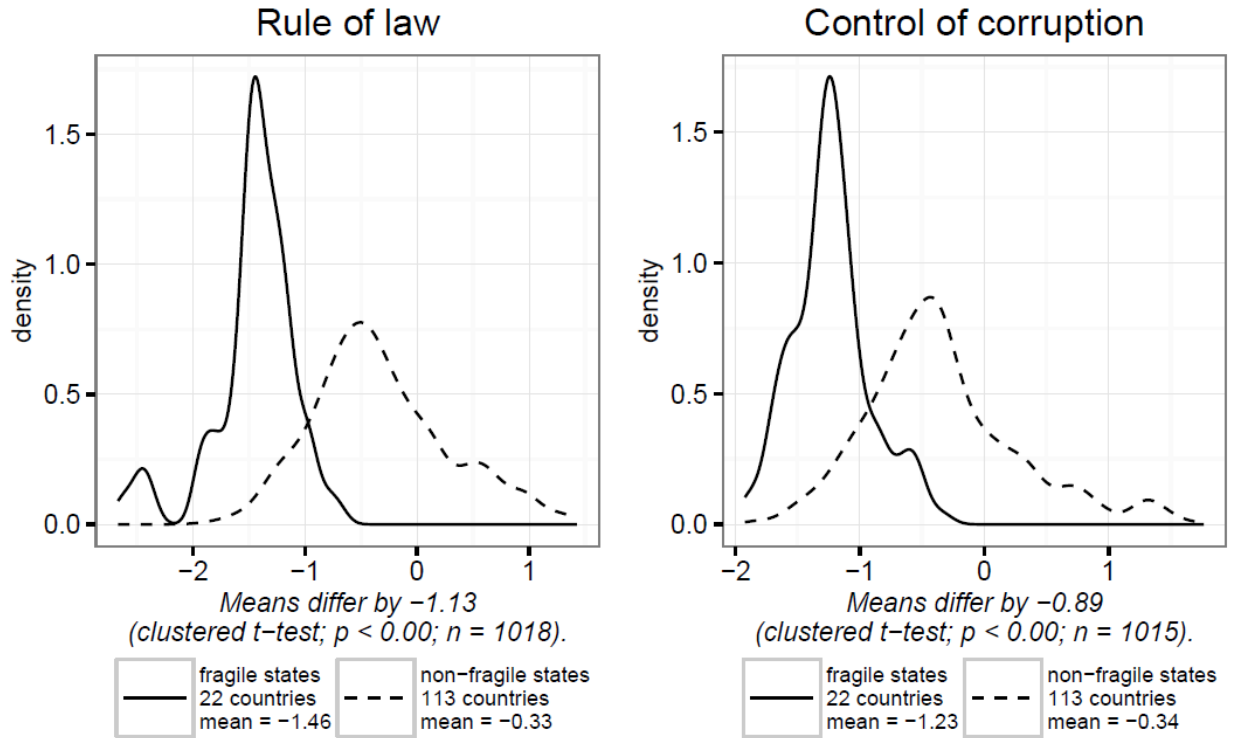 Rule of law
density
1.5
1.0
0.5
0.0
−2
−1
0
1
Means differ by −1.13
(clustered t−test; p < 0.00; n = 1018).
fragile states
22 countries
mean = −1.46
non−fragile states
113 countries
mean = −0.33
Control of corruption
density
1.5
1.0
0.5
0.0
−2
−1
0
1
Means differ by −0.89
(clustered t−test; p < 0.00; n = 1015).
fragile states
22 countries
mean = −1.23
non−fragile states
113 countries
mean = −0.34